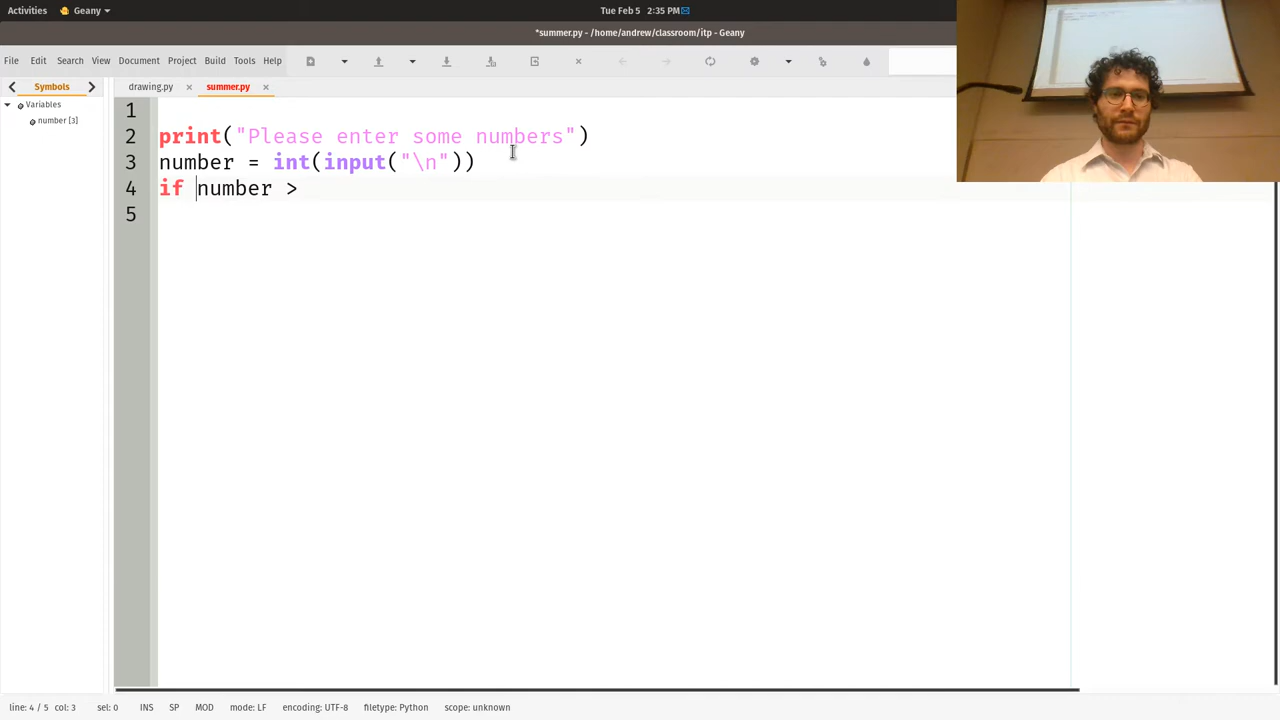 Activities
Geany
Tue Feb 5 2:35 PM
*summer.py - /home/andrew/classroom/itp - Geany
File Edit Search View Document Project Build Tools Help
Symbols
drawing.py
summer.py
Variables
number [3]
1
2 print("Please enter some numbers")
3 number = int(input("\n"))
4 if number >
5
line: 4 / 5 col: 3 sel: 0 INS SP MOD mode: LF encoding: UTF-8 filetype: Python scope: unknown